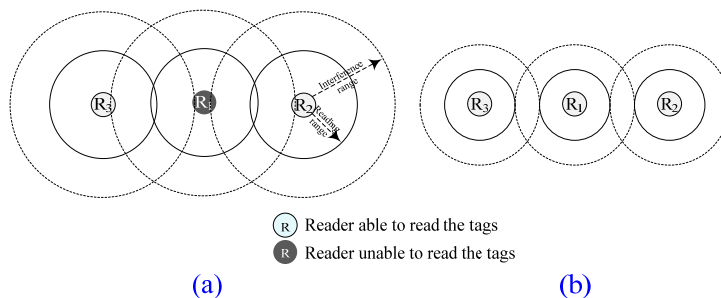 R3
R1
R2
Interference
range
Reading
range
R3
R1
R2
R Reader able to read the tags
R Reader unable to read the tags
(a)
(b)